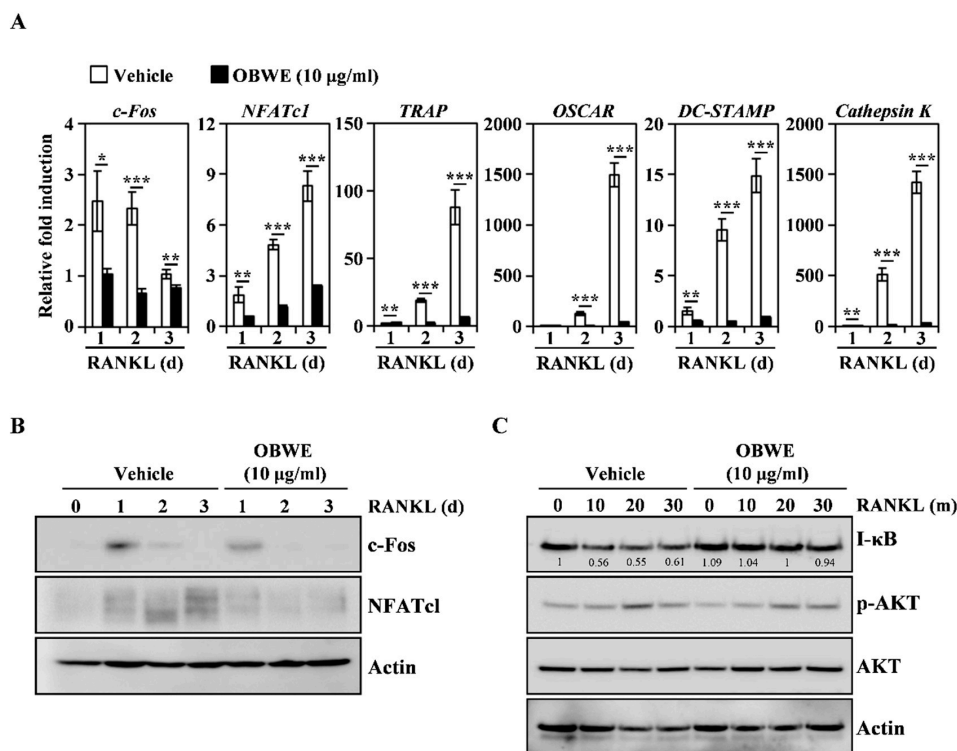 A
Vehicle OBWE (10 µg/ml)
c-Fos NFATc1 TRAP OSCAR DC-STAMP Cathepsin K
Relative fold induction
4 12 150 2000 20 2000
3 9 100 1500 15 1500
2 6 1000 10 1000
1 3 50 500 5 500
0 0 0 0 0 0
* *** ** ** *** *** ** *** *** *** *** ** *** *** ** *** ***
1 2 3 1 2 3 1 2 3 1 2 3 1 2 3 1 2 3
RANKL (d) RANKL (d) RANKL (d) RANKL (d) RANKL (d) RANKL (d)
B
Vehicle OBWE
(10 µg/ml)
0 1 2 3 1 2 3 RANKL (d)
c-Fos
NFATcl
Actin
C
Vehicle OBWE
(10 µg/ml)
0 10 20 30 0 10 20 30 RANKL (m)
I-κB
1 0.56 0.55 0.61 1.09 1.04 1 0.94
p-AKT
AKT
Actin